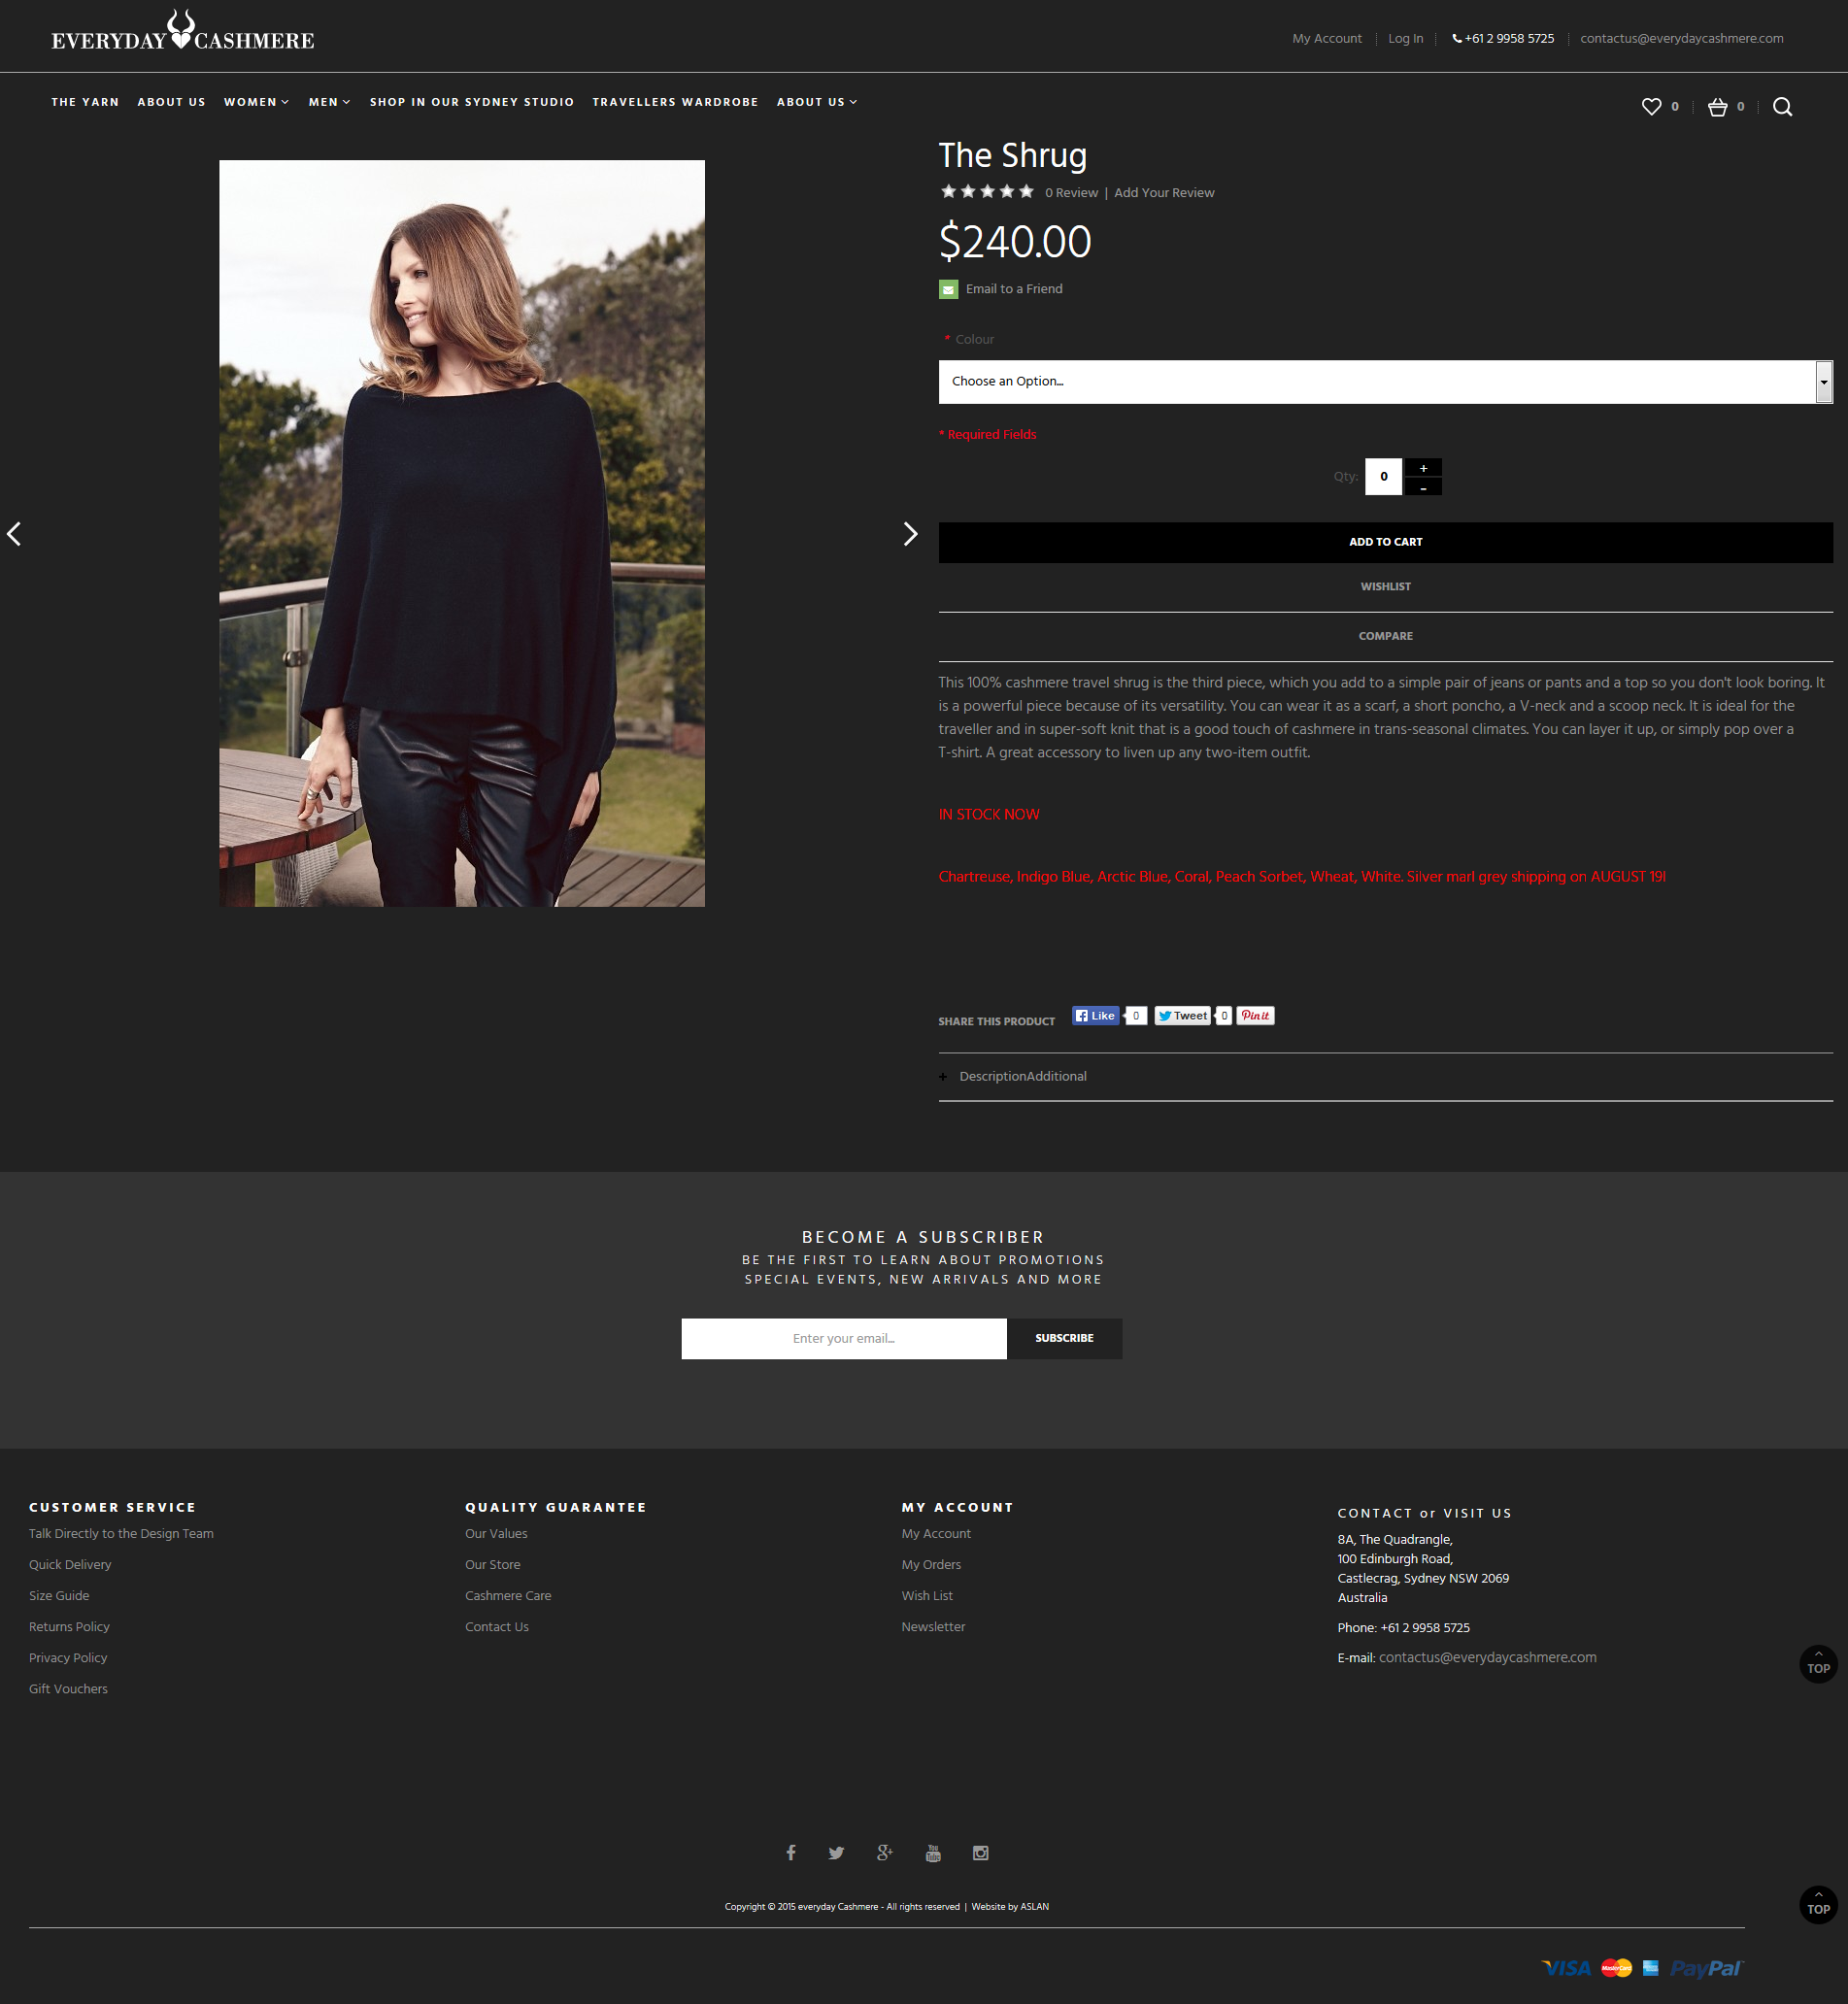 EVERYDAY CASHMERE
My Account
Log In
+61 2 9958 5725
contactus@everydaycashmere.com
THE YARN
ABOUT US
WOMEN
MEN
SHOP IN OUR SYDNEY STUDIO
TRAVELLERS WARDROBE
ABOUT US
0
0
The Shrug
0 Review | Add Your Review
$240.00
Email to a Friend
* Colour
Choose an Option...
* Required Fields
Qty: 0 + -
ADD TO CART
WISHLIST
COMPARE
This 100% cashmere travel shrug is the third piece, which you add to a simple pair of jeans or pants and a top so you don't look boring. It
is a powerful piece because of its versatility. You can wear it as a scarf, a short poncho, a V-neck and a scoop neck. It is ideal for the
traveller and in super-soft knit that is a good touch of cashmere in trans-seasonal climates. You can layer it up, or simply pop over a
T-shirt. A great accessory to liven up any two-item outfit.
IN STOCK NOW
Chartreuse, Indigo Blue, Arctic Blue, Coral, Peach Sorbet, Wheat, White. Silver marl grey shipping on AUGUST 19!
SHARE THIS PRODUCT
Like 0
Tweet 0
Pin it
+ DescriptionAdditional
BECOME A SUBSCRIBER
BE THE FIRST TO LEARN ABOUT PROMOTIONS
SPECIAL EVENTS, NEW ARRIVALS AND MORE
Enter your email...
SUBSCRIBE
CUSTOMER SERVICE
Talk Directly to the Design Team
Quick Delivery
Size Guide
Returns Policy
Privacy Policy
Gift Vouchers
QUALITY GUARANTEE
Our Values
Our Store
Cashmere Care
Contact Us
MY ACCOUNT
My Account
My Orders
Wish List
Newsletter
CONTACT or VISIT US
8A, The Quadrangle,
100 Edinburgh Road,
Castlecrag, Sydney NSW 2069
Australia
Phone: +61 2 9958 5725
E-mail: contactus@everydaycashmere.com
TOP
You Tube
Copyright © 2015 everyday Cashmere - All rights reserved | Website by ASLAN
TOP
VISA
MasterCard
PayPal